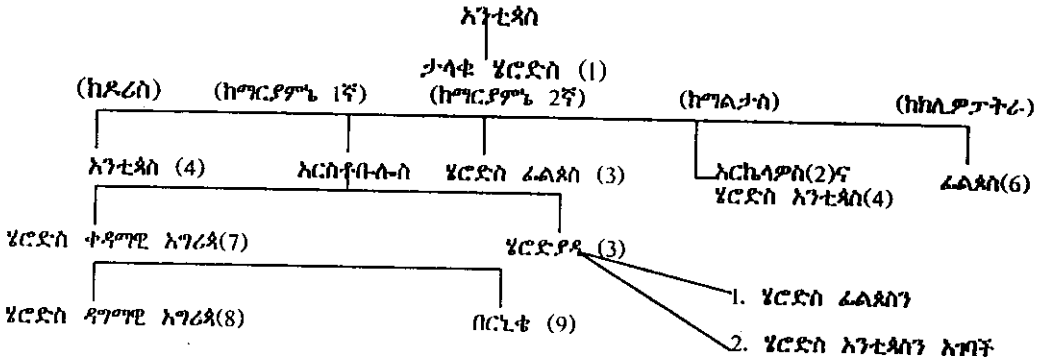 አንቲጳስ
ታላቁ ሄሮድስ (1)
(ከዶሪስ) (ከማርያምኔ 1ኛ) (ከማርያምኔ 2ኛ) (ከማልታስ) (ከክሊዎፓትራ)
አንቲጳስ (4) አርስቶቡሎስ ሄሮድስ ፊልጶስ (3) አርኬላዎስ(2)ና ፊልጶስ(6)
ሄሮድስ አንቲጳስ(4)
ሄሮድስ ቀዳማዊ አግሪጳ(7) ሄሮድያዳ (3)
1. ሄሮድስ ፊልጶስን
ሄሮድስ ዳግማዊ አግሪጳ(8) በርኒቄ (9)
2. ሄሮድስ አንቲጳስን አገባች